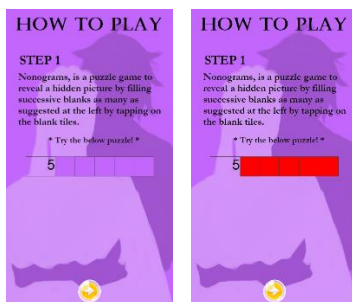 HOW TO PLAY
STEP 1
Nonograms, is a puzzle game to
reveal a hidden picture by filling
successive blanks as many as
suggested at the left by tapping on
the blank tiles.
* Try the below puzzle! *
5
HOW TO PLAY
STEP 1
Nonograms, is a puzzle game to
reveal a hidden picture by filling
successive blanks as many as
suggested at the left by tapping on
the blank tiles.
* Try the below puzzle! *
5